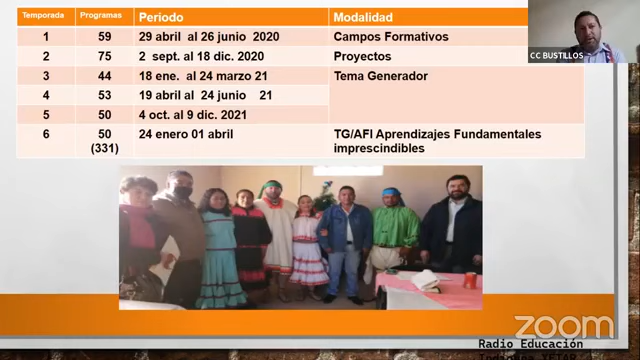 Temporada Programas Periodo Modalidad
1 59 29 abril al 26 junio 2020 Campos Formativos
2 75 2 sept. al 18 dic. 2020 Proyectos
3 44 18 ene. al 24 marzo 21 Tema Generador
4 53 19 abril al 24 junio 21
5 50 4 oct. al 9 dic. 2021
6 50 24 enero 01 abril TG/AFI Aprendizajes Fundamentales
(331) imprescindibles
CC BUSTILLOS
zoom
Radio Educación